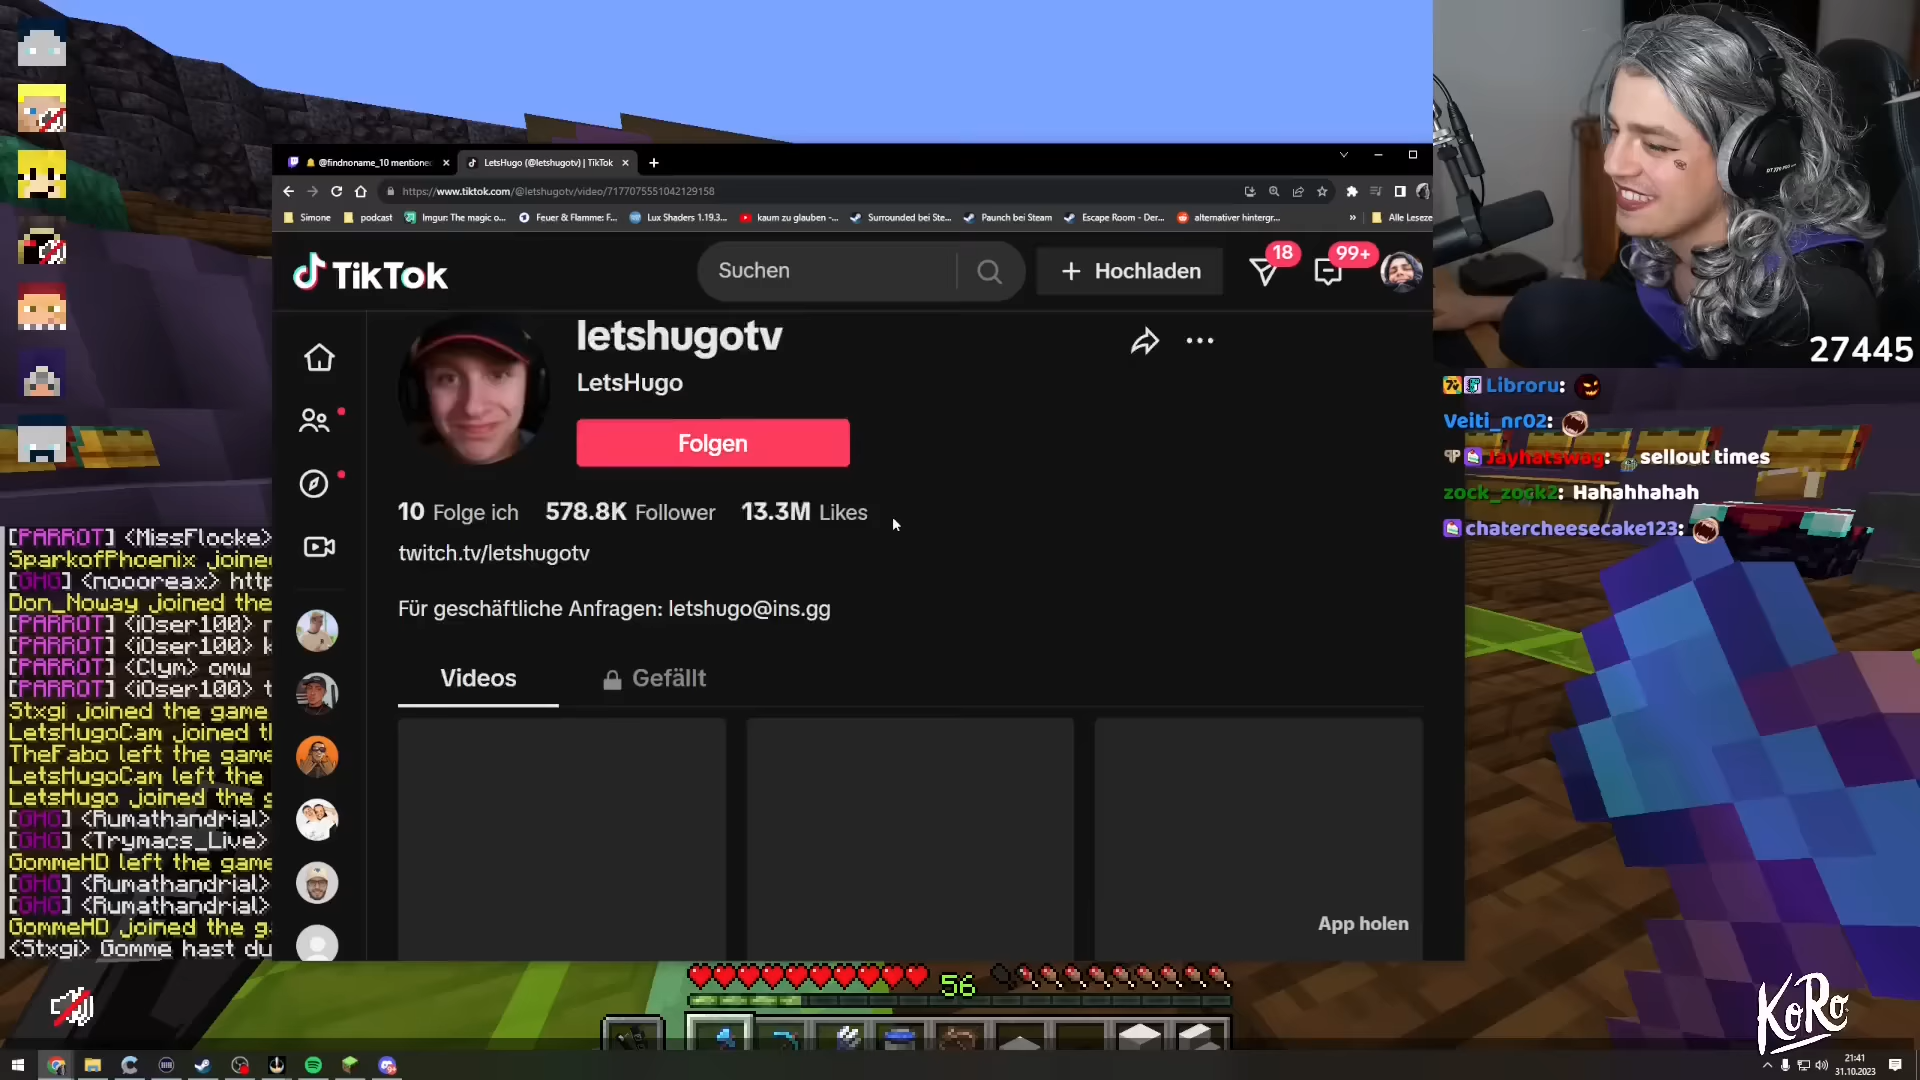 @findnoname_10 mentione
LetsHugo (@letshugotv) | TikTok
https://www.tiktok.com/@letshugotv/video/7177075551042129158
Simone
podcast
Imgur: The magic o...
Feuer & Flamme: F...
Lux Shaders 1.19.3...
kaum zu glauben -...
Surrounded bei Ste...
Paunch bei Steam
Escape Room - Der...
alternativer hintergr...
»
Alle Leseze
TikTok
Suchen
+ Hochladen
18
99+
letshugotv
LetsHugo
Folgen
10 Folge ich 578.8K Follower 13.3M Likes
twitch.tv/letshugotv
Für geschäftliche Anfragen: letshugo@ins.gg
Videos
Gefällt
App holen
27445
Libroru:
Veiti_nr02:
Jayhatswag: sellout times
zock_zock2: Hahahhahah
chatercheesecake123:
[PARROT] <MissFlocke>
SparkofPhoenix joine
[GHG] <noooreax> http
Don_Noway joined the
[PARROT] <iOser100> r
[PARROT] <iOser100> k
[PARROT] <Clym> omw
[PARROT] <iOser100> t
Stxgi joined the game
LetsHugoCam joined t
TheFabo left the game
LetsHugoCam left the
LetsHugo joined the g
[GHG] <Rumathandrial>
[GHG] <Trymacs_Live>
GommeHD left the game
[GHG] <Rumathandrial>
[GHG] <Rumathandrial>
GommeHD joined the g
<Stxgi> Gomme hast du
56
KoRo
21:41
31.10.2023